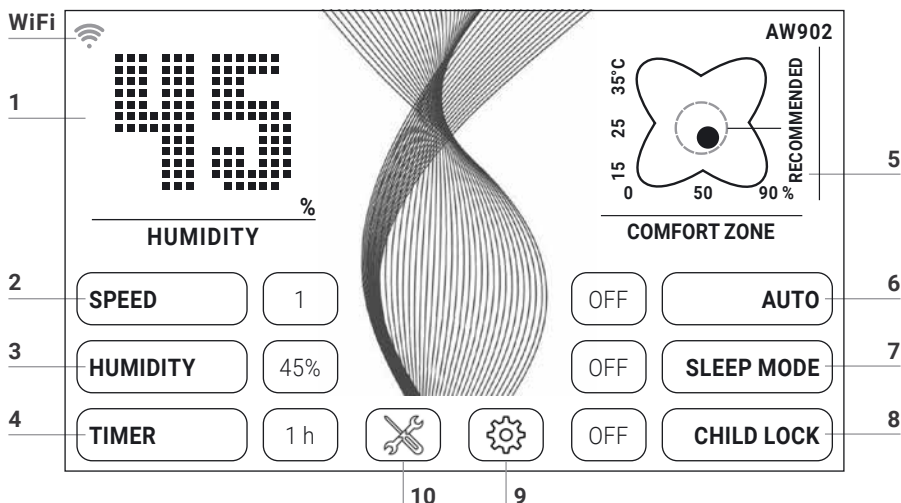 WiFi
AW902
1
45
%
HUMIDITY
35°C
25
15
0 50 90 %
RECOMMENDED
5
COMFORT ZONE
2
SPEED 1
OFF AUTO
6
3
HUMIDITY 45%
OFF SLEEP MODE
7
4
TIMER 1 h
OFF CHILD LOCK
8
10
9